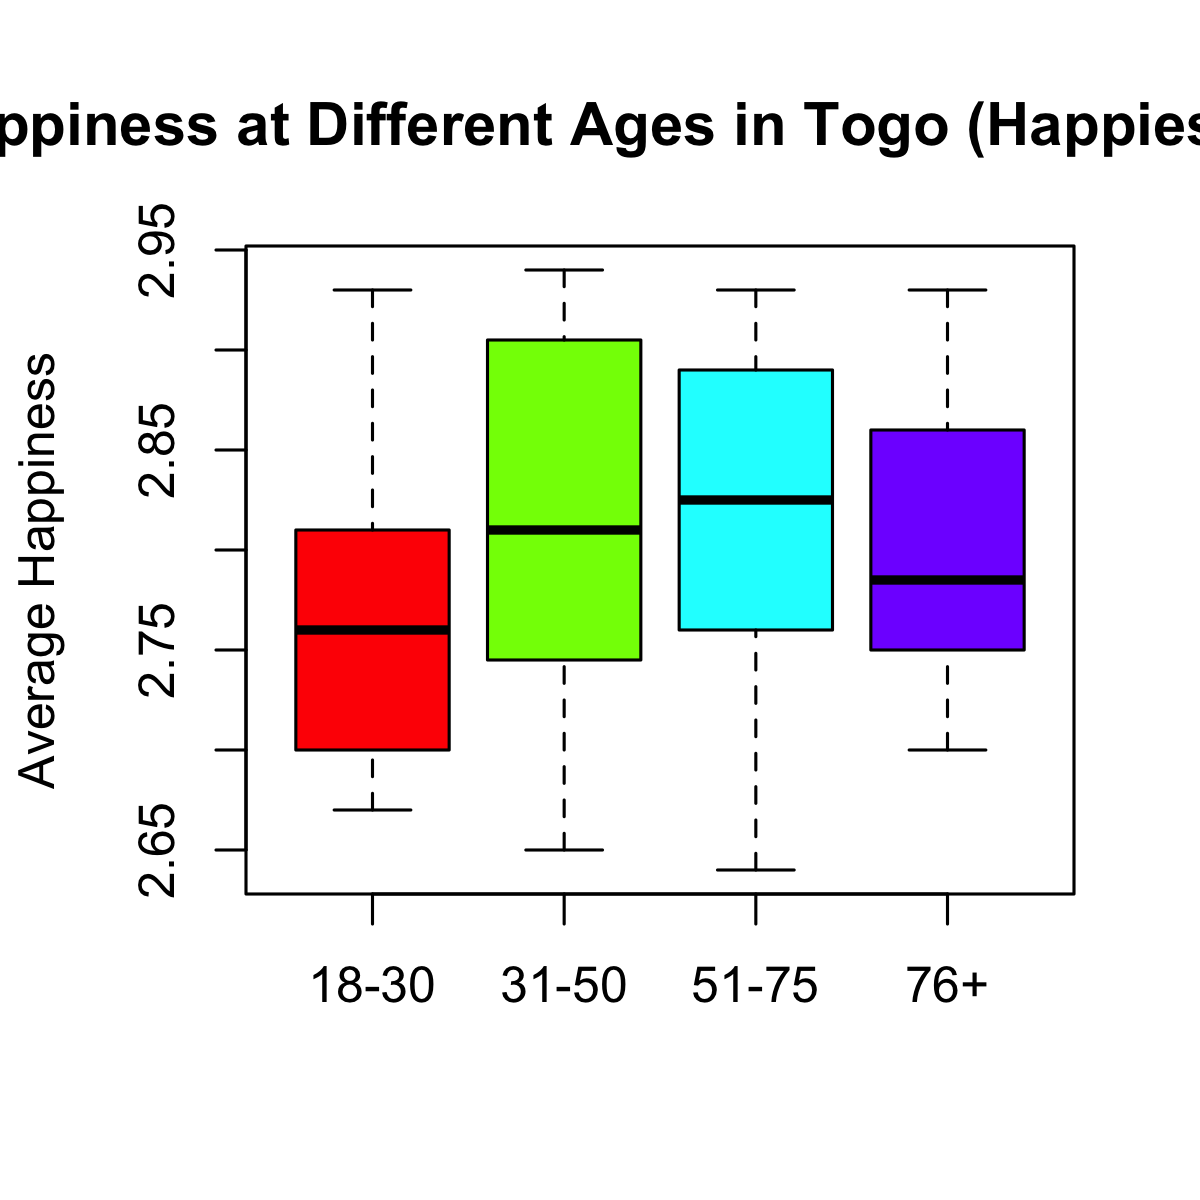 ppiness at Different Ages in Togo (Happies
2.95
2.85
2.75
2.65
Average Happiness
18-30 31-50 51-75 76+